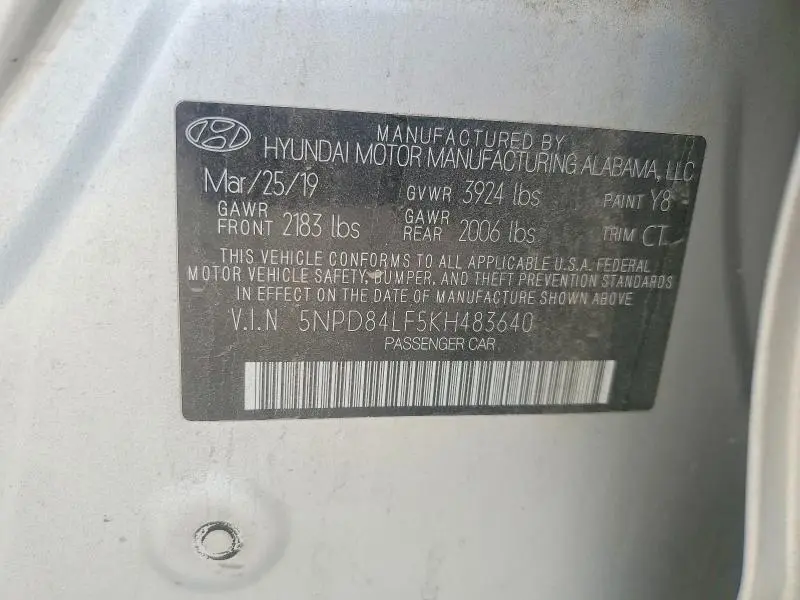 MANUFACTURED BY
HYUNDAI MOTOR MANUFACTURING ALABAMA, LLC
Mar/25/19 GVWR 3924 lbs PAINT Y8
GAWR FRONT 2183 lbs GAWR REAR 2006 lbs TRIM CT
THIS VEHICLE CONFORMS TO ALL APPLICABLE U.S.A. FEDERAL
MOTOR VEHICLE SAFETY, BUMPER, AND THEFT PREVENTION STANDARDS
IN EFFECT ON THE DATE OF MANUFACTURE SHOWN ABOVE
V.I.N 5NPD84LF5KH483640
PASSENGER CAR